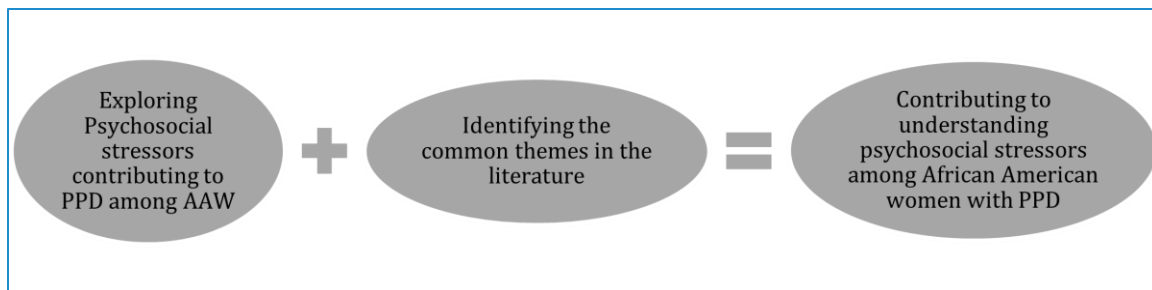 Exploring
Psychosocial
stressors
contributing to
PPD among AAW
Identifying the
common themes in the
literature
Contributing to
understanding
psychosocial stressors
among African American
women with PPD